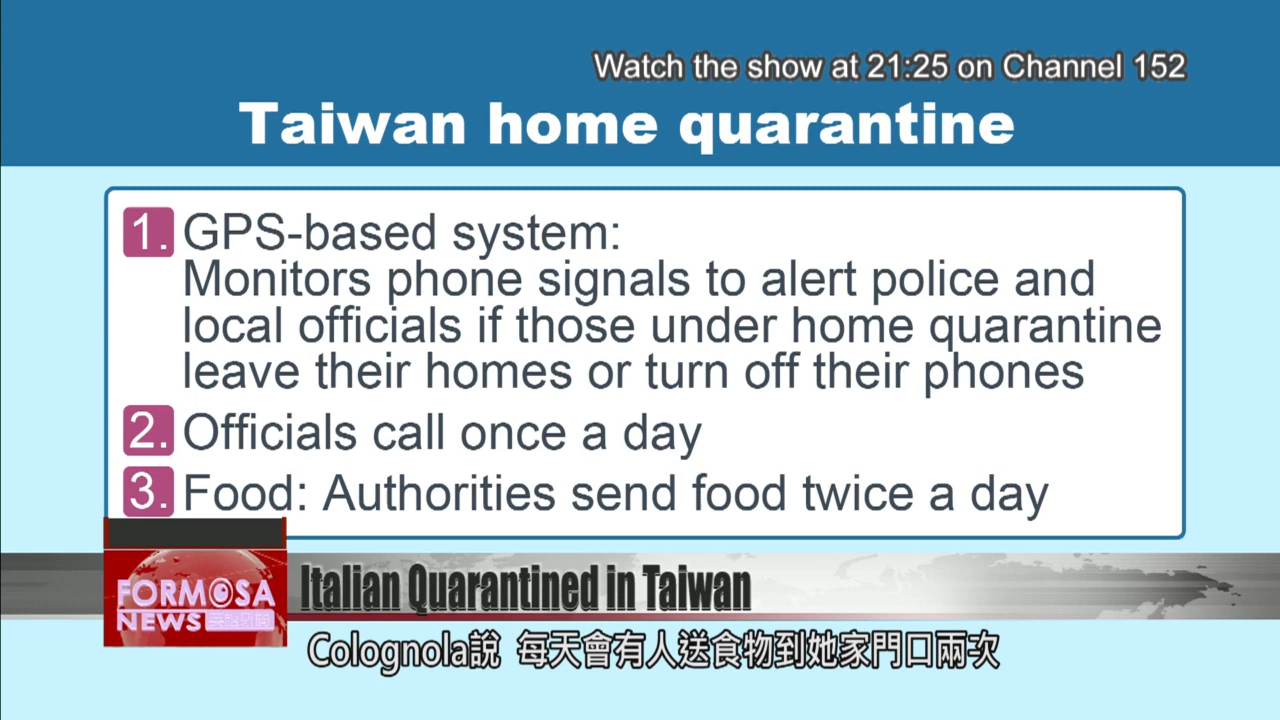 Watch the show at 21:25 on Channel 152
Taiwan home quarantine
1. GPS-based system:
Monitors phone signals to alert police and
local officials if those under home quarantine
leave their homes or turn off their phones
2. Officials call once a day
3. Food: Authorities send food twice a day
FORMOSA
NEWS
Italian Quarantined in Taiwan
Colognola說 每天會有人送食物到她家門口兩次